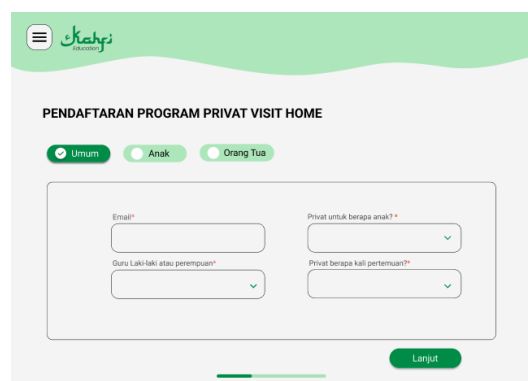 Kahfi
Education
PENDAFTARAN PROGRAM PRIVAT VISIT HOME
Umum
Anak
Orang Tua
Email*
Privat untuk berapa anak? *
Guru Laki-laki atau perempuan*
Privat berapa kali pertemuan?*
Lanjut